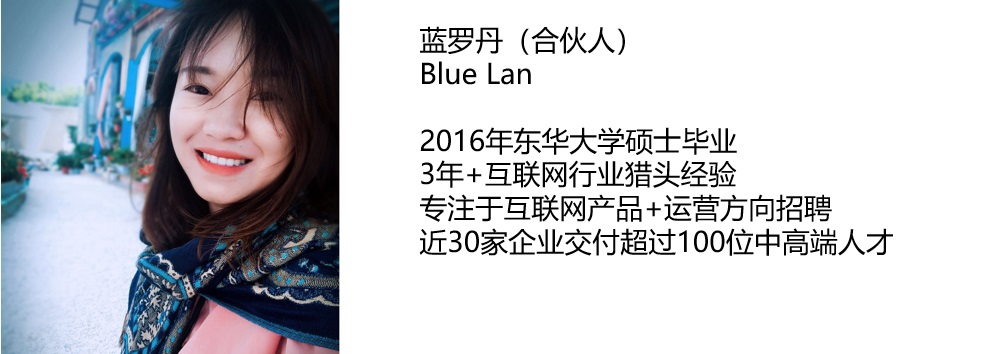 蓝罗丹（合伙人）
Blue Lan
2016年东华大学硕士毕业
3年+互联网行业猎头经验
专注于互联网产品+运营方向招聘
近30家企业交付超过100位中高端人才